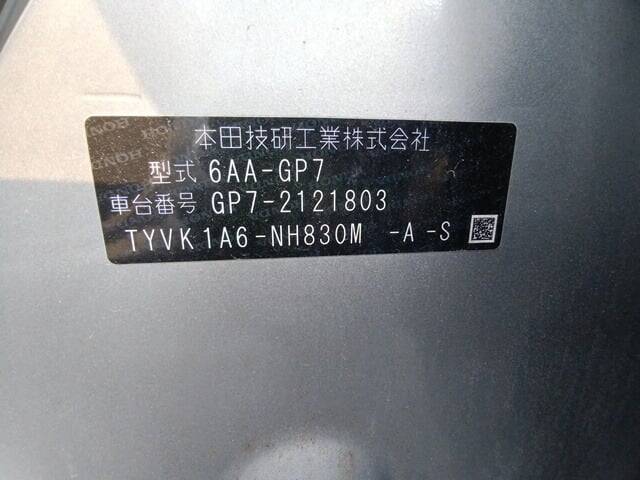 本田技研工業株式会社
型式 6AA-GP7
車台番号 GP7-2121803
TYVK1A6-NH830M -A-S